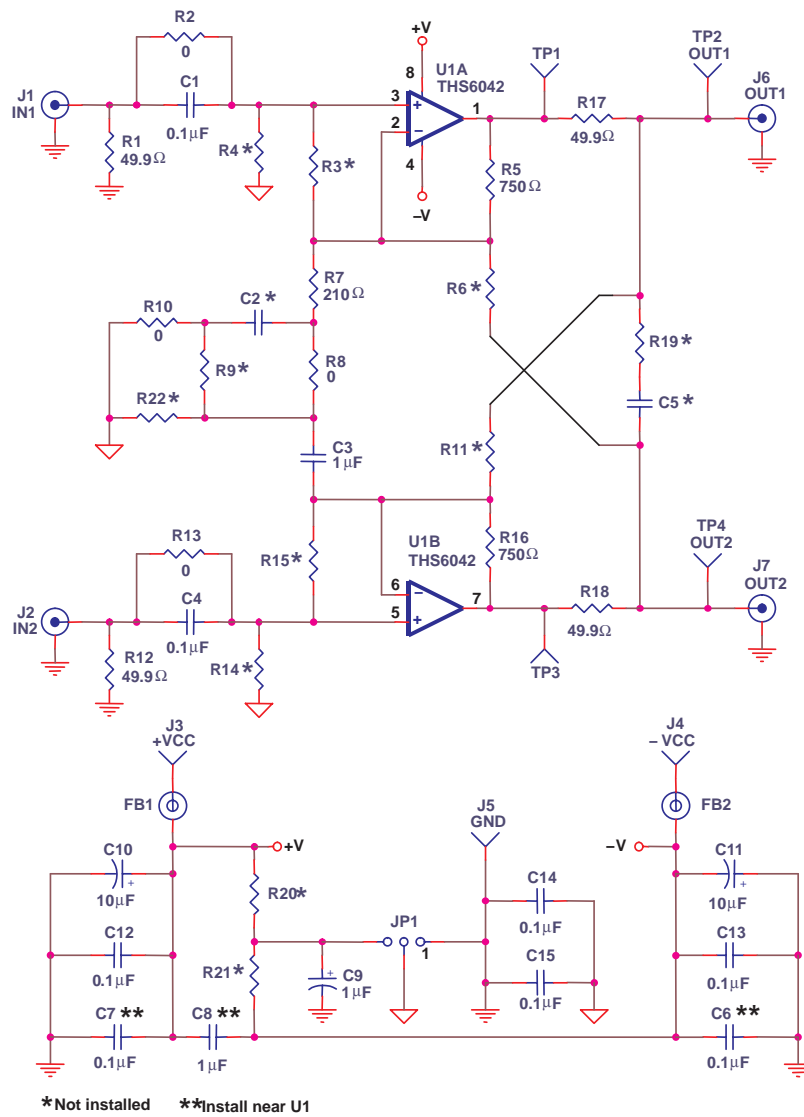 R2
0
J1
IN1
C1
0.1μF
R1
49.9Ω
R4*
R3*
+V
8
U1A
THS6042
3
+
2
−
1
4
−V
R5
750Ω
TP1
R17
49.9Ω
TP2
OUT1
J6
OUT1
R7
210Ω
R6*
R10
0
C2*
R9*
R8
0
R22*
R19*
C5*
C3
1μF
R11*
R13
0
J2
IN2
C4
0.1μF
R12
49.9Ω
R14*
R15*
U1B
THS6042
6
−
5
+
7
R16
750Ω
R18
49.9Ω
TP3
TP4
OUT2
J7
OUT2
J3
+VCC
FB1
+V
C10
+
10μF
C12
0.1μF
C7**
0.1μF
C8**
1μF
R20*
R21*
+
C9
1μF
JP1
1
J5
GND
C14
0.1μF
C15
0.1μF
J4
−VCC
FB2
−V
C11
+
10μF
C13
0.1μF
C6**
0.1μF
*Not installed **Install near U1